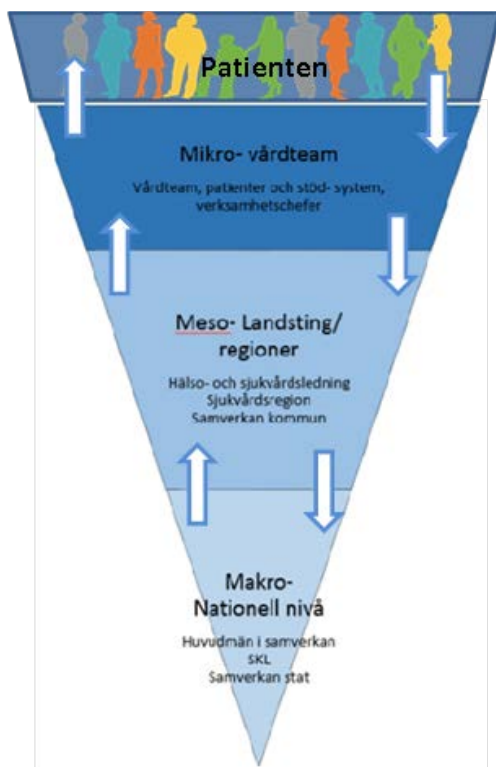 Patienten
Mikro- vårdteam
Vårdteam, patienter och stöd- system,
verksamhetschefer
Meso- Landsting/
regioner
Hälso- och sjukvårdsledning
Sjukvårdsregion
Samverkan kommun
Makro-
Nationell nivå
Huvudmän i samverkan
SKL
Samverkan stat